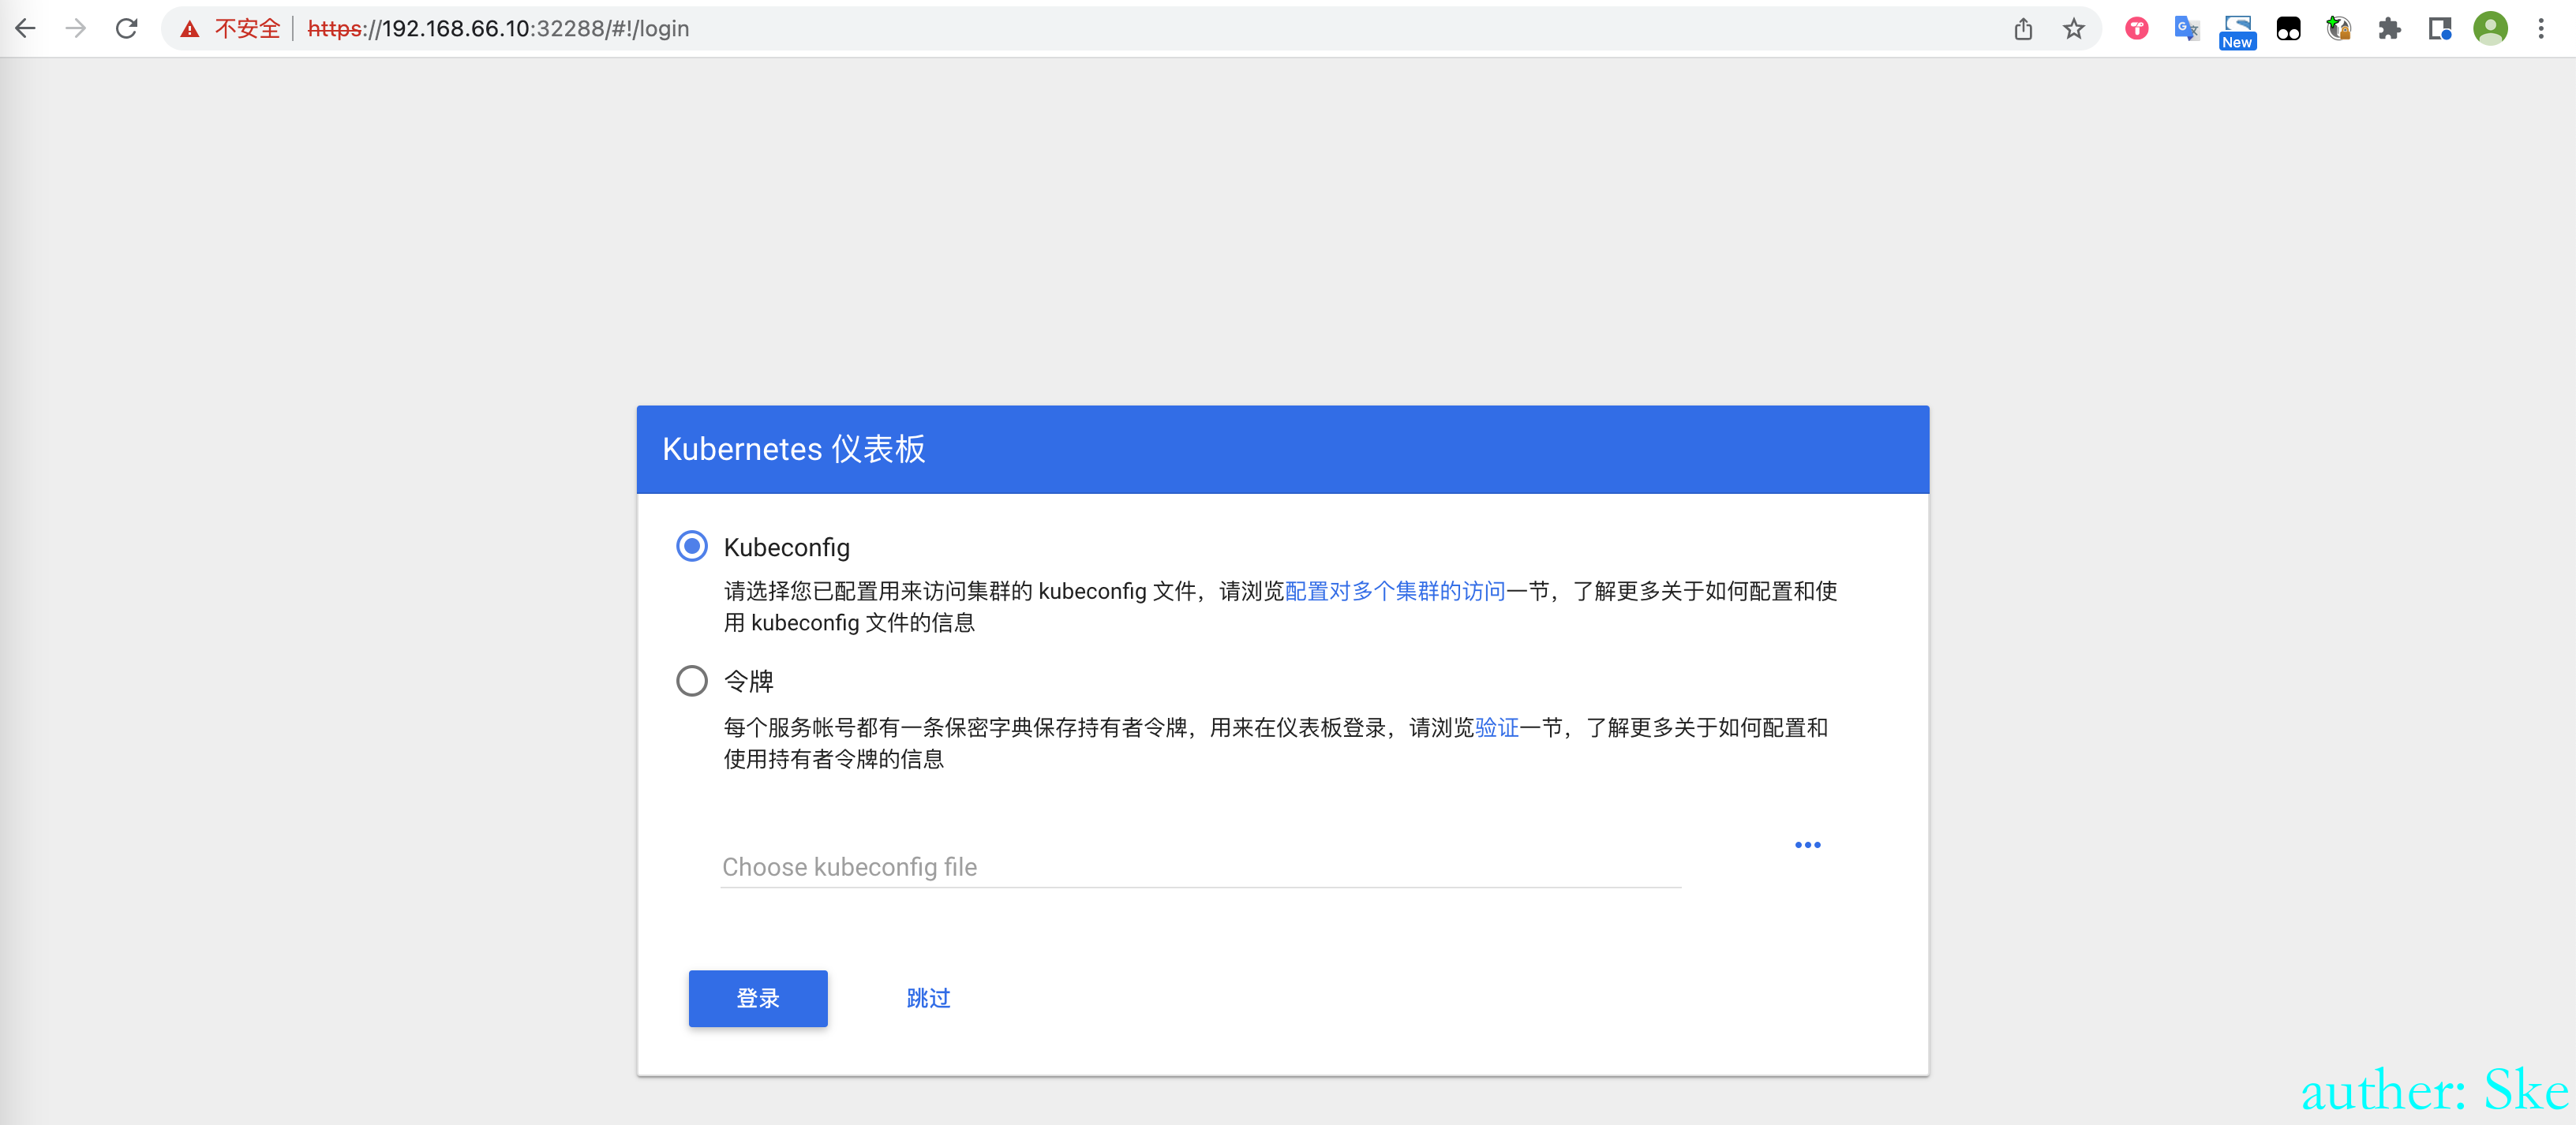 不安全 https://192.168.66.10:32288/#!/login
New
Kubernetes 仪表板
Kubeconfig
请选择您已配置用来访问集群的 kubeconfig 文件，请浏览配置对多个集群的访问一节，了解更多关于如何配置和使
用 kubeconfig 文件的信息
令牌
每个服务帐号都有一条保密字典保存持有者令牌，用来在仪表板登录，请浏览验证一节，了解更多关于如何配置和
使用持有者令牌的信息
Choose kubeconfig file
登录 跳过
auther: Ske